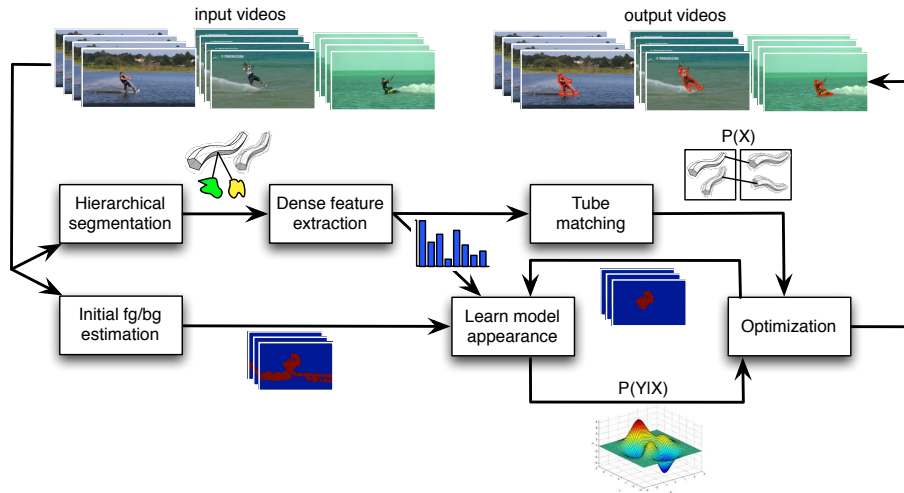 input videos
output videos
P(X)
Hierarchical
segmentation
Dense feature
extraction
Tube
matching
Initial fg/bg
estimation
Learn model
appearance
Optimization
P(Y|X)